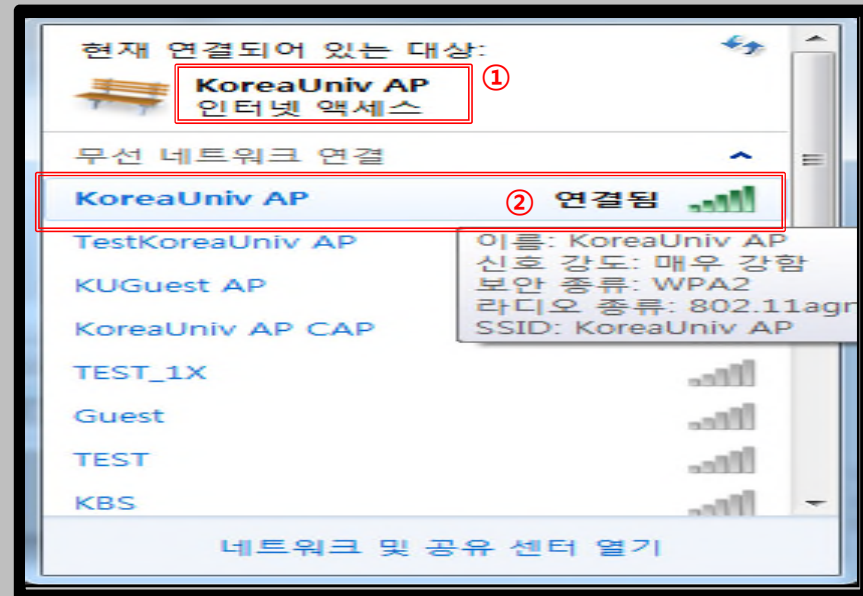 현재 연결되어 있는 대상:
KoreaUniv AP
①
인터넷 액세스
무선 네트워크 연결
KoreaUniv AP ② 연결됨
TestKoreaUniv AP
KUGuest AP
KoreaUniv AP CAP
이름: KoreaUniv AP
신호 강도: 매우 강함
보안 종류: WPA2
라디오 종류: 802.11agn
SSID: KoreaUniv AP
TEST_1X
Guest
TEST
KBS
네트워크 및 공유 센터 열기